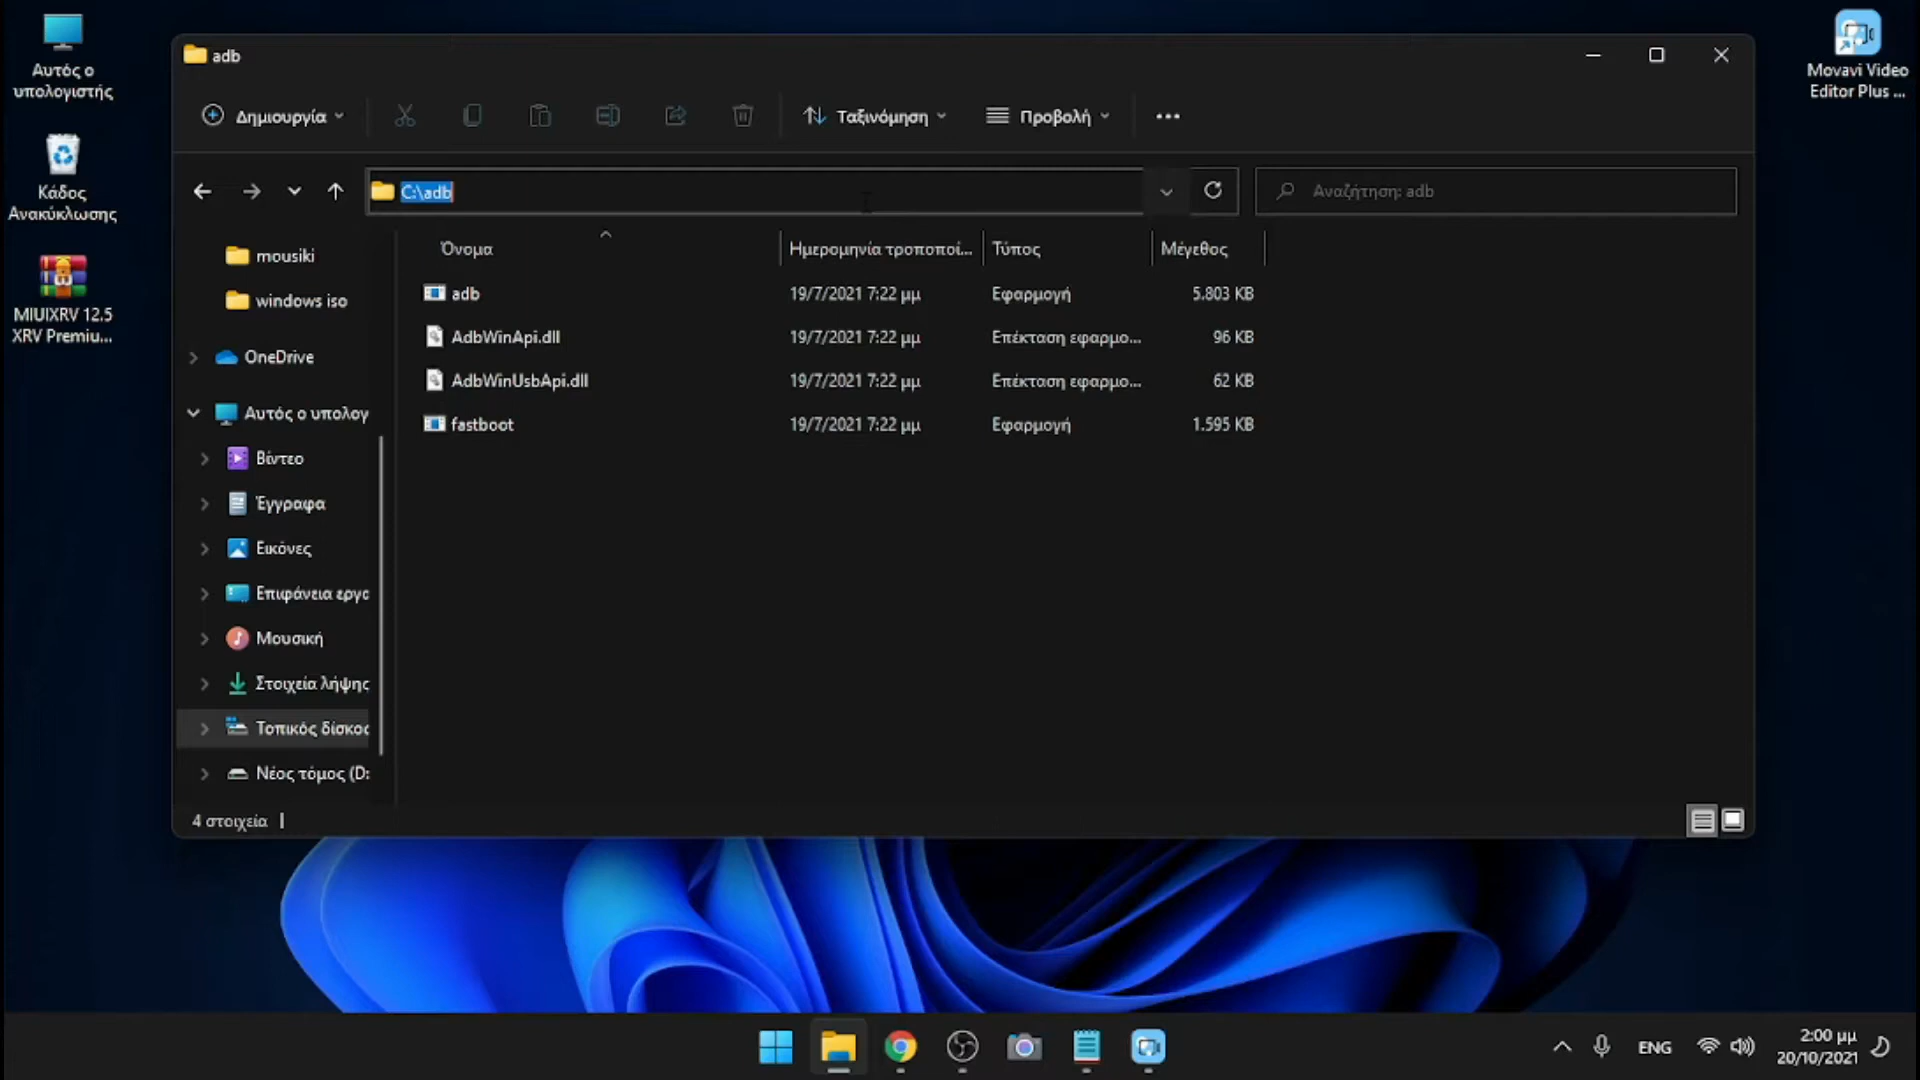 Αυτός ο
υπολογιστής
Κάδος
Ανακύκλωσης
MIUIXRV 12.5
XRV Premiu...
Movavi Video
Editor Plus ...
adb
Δημιουργία
Ταξινόμηση
Προβολή
C:\adb
Αναζήτηση: adb
mousiki
windows iso
OneDrive
Αυτός ο υπολογ
Βίντεο
Έγγραφα
Εικόνες
Επιφάνεια εργα
Μουσική
Στοιχεία λήψης
Τοπικός δίσκος
Νέος τόμος (D:
Όνομα Ημερομηνία τροποποί... Τύπος Μέγεθος
adb 19/7/2021 7:22 μμ Εφαρμογή 5.803 KB
AdbWinApi.dll 19/7/2021 7:22 μμ Επέκταση εφαρμο... 96 KB
AdbWinUsbApi.dll 19/7/2021 7:22 μμ Επέκταση εφαρμο... 62 KB
fastboot 19/7/2021 7:22 μμ Εφαρμογή 1.595 KB
4 στοιχεία
ENG
2:00 μμ
20/10/2021